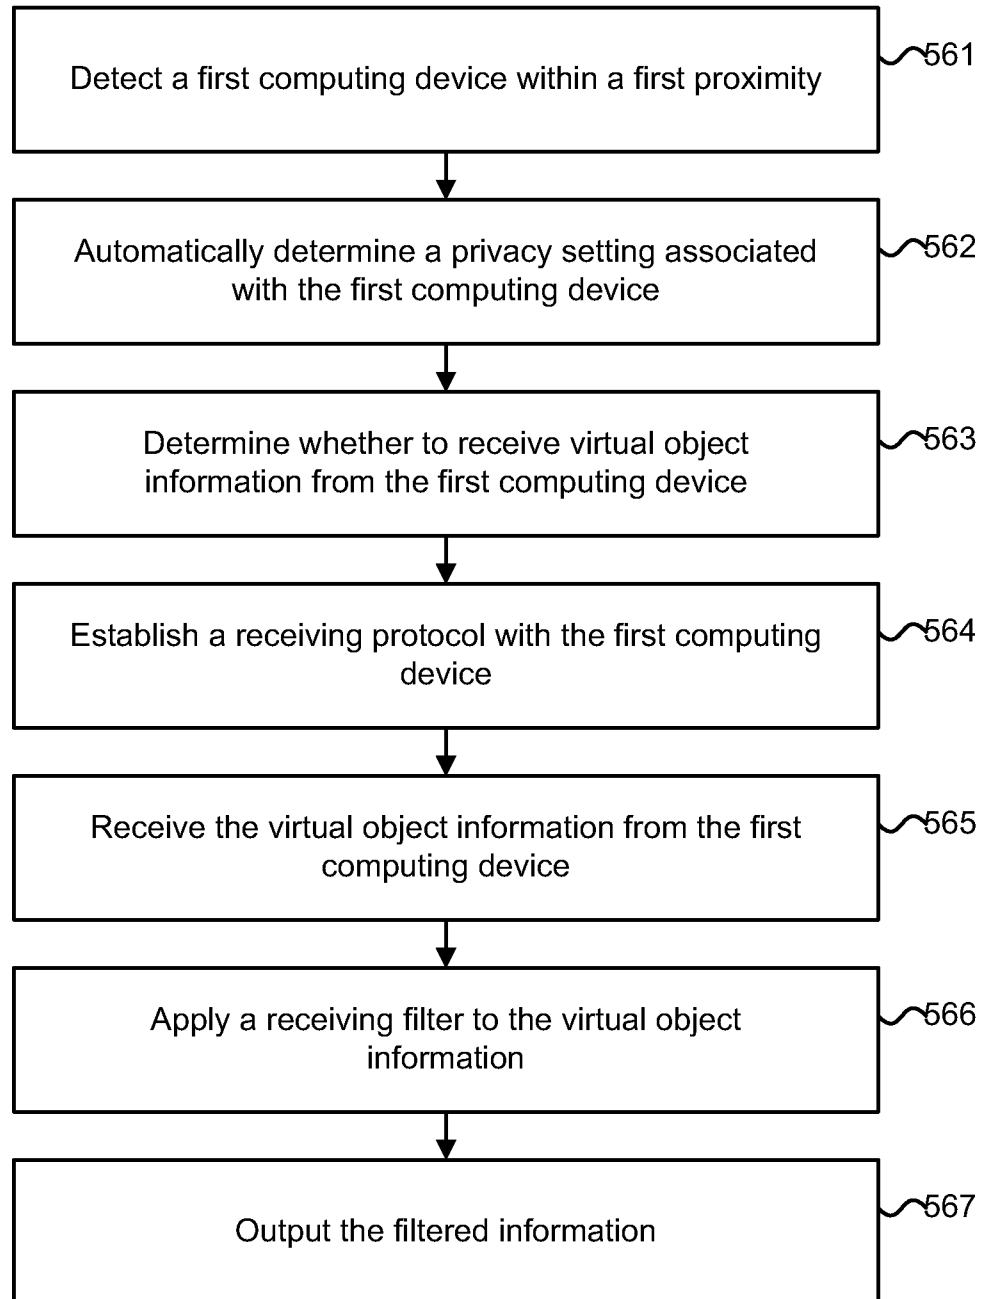 Detect a first computing device within a first proximity
561
Automatically determine a privacy setting associated
with the first computing device
562
Determine whether to receive virtual object
information from the first computing device
563
Establish a receiving protocol with the first computing
device
564
Receive the virtual object information from the first
computing device
565
Apply a receiving filter to the virtual object
information
566
Output the filtered information
567